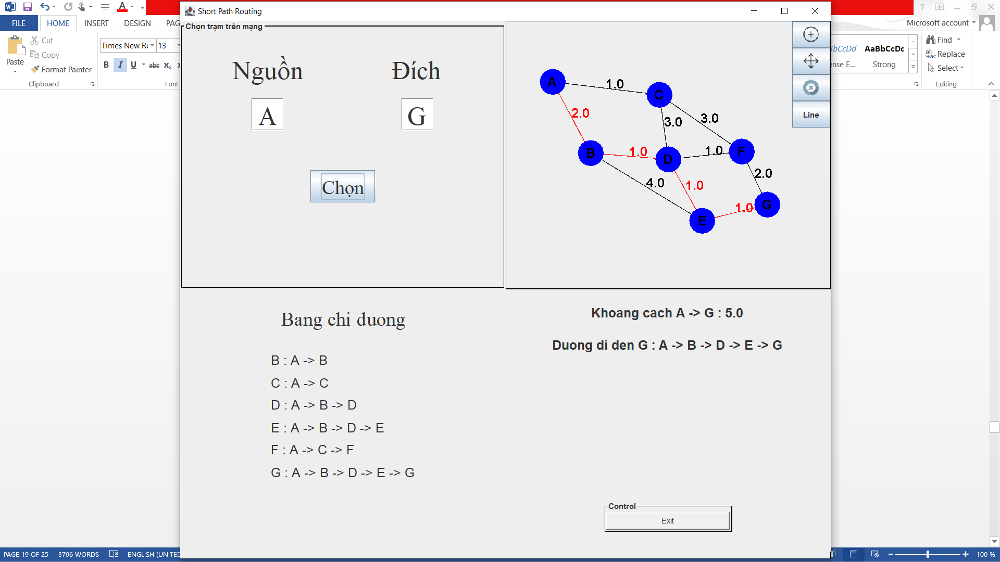 Short Path Routing
FILE HOME INSERT DESIGN PAG
Microsoft account
Cut
Copy
Format Painter
Paste
Clipboard
Times New Ro 13
B I U abc X2
Font
bCcDd AaBbCcDc
nse E... Strong
Find
Replace
Select
Editing
Chọn trạm trên mạng
Nguồn Đích
A G
Chọn
Line
A
C
B
D
F
E
G
1.0
2.0
3.0
3.0
1.0
1.0
4.0
1.0
2.0
1.0
Bang chi duong
B : A -> B
C : A -> C
D : A -> B -> D
E : A -> B -> D -> E
F : A -> C -> F
G : A -> B -> D -> E -> G
Khoang cach A -> G : 5.0
Duong di den G : A -> B -> D -> E -> G
Control
Exit
PAGE 19 OF 25 3706 WORDS ENGLISH (UNITED
100 %